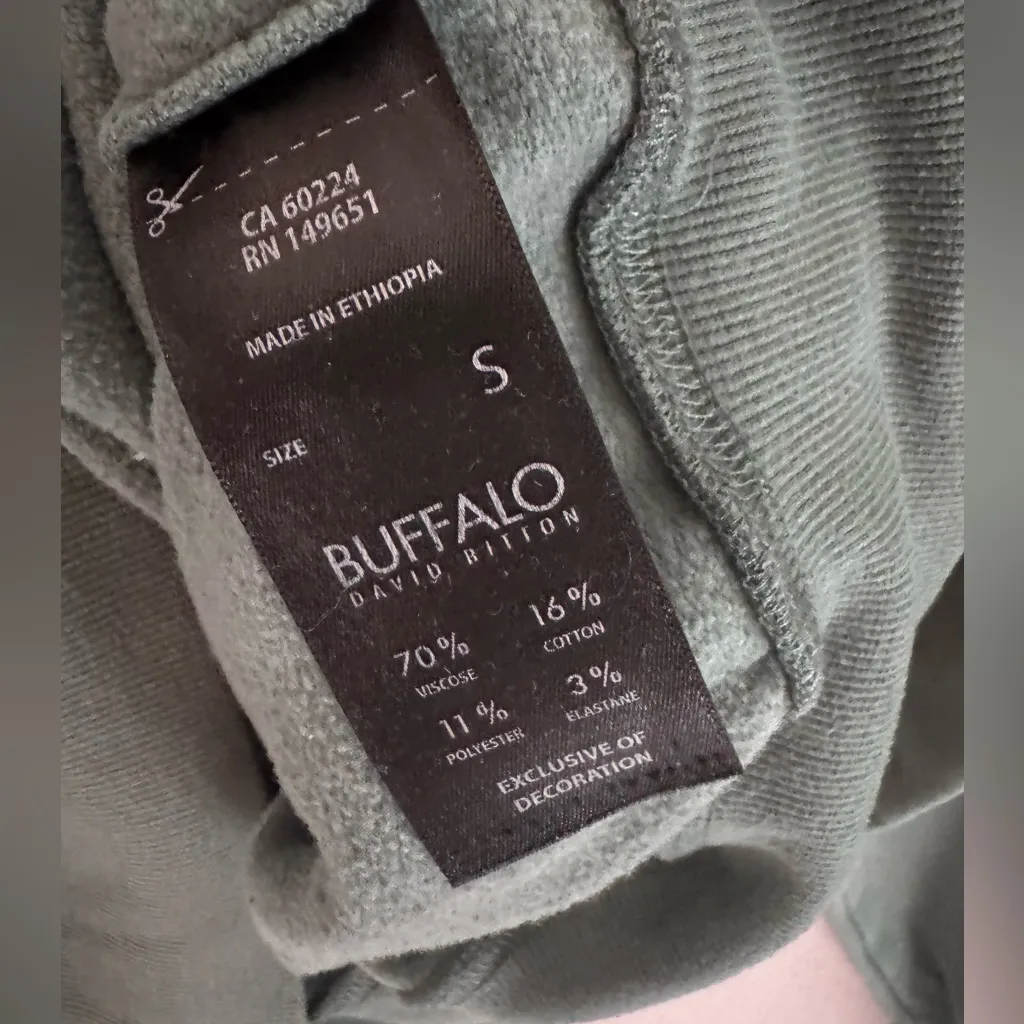 CA 60224
RN 149651
MADE IN ETHIOPIA
S
SIZE
BUFFALO
DAVID BITTON
70% 16%
VISCOSE COTTON
11% 3%
POLYESTER ELASTANE
EXCLUSIVE OF
DECORATION